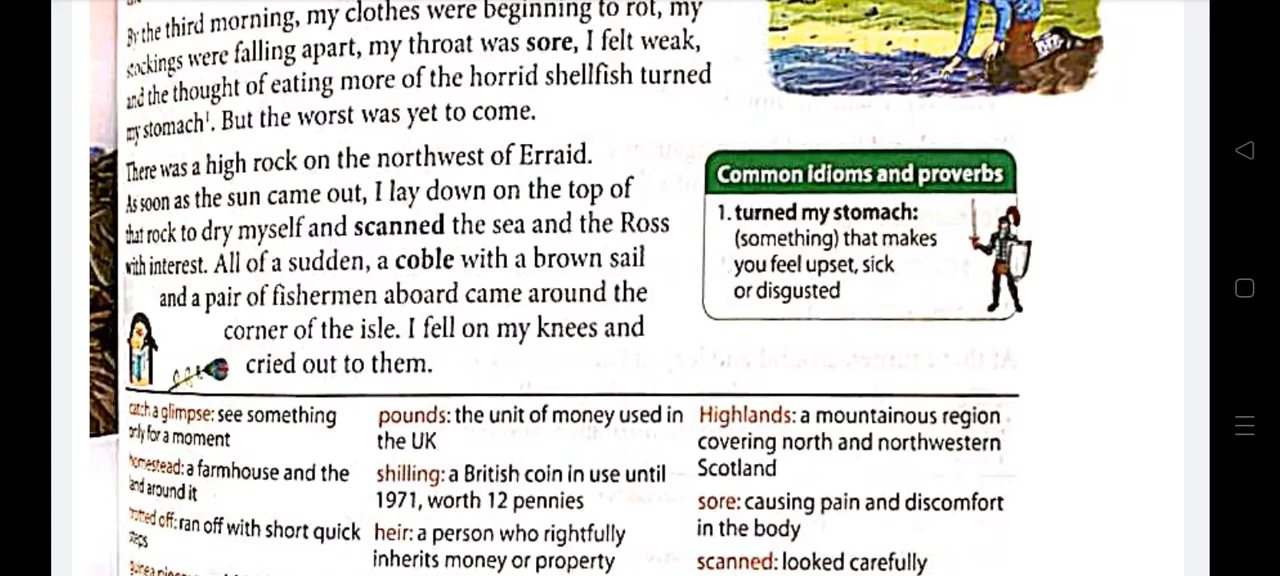 By the third morning, my clothes were beginning to rot, my
stockings were falling apart, my throat was sore, I felt weak,
and the thought of eating more of the horrid shellfish turned
my stomach¹. But the worst was yet to come.
There was a high rock on the northwest of Erraid.
As soon as the sun came out, I lay down on the top of
that rock to dry myself and scanned the sea and the Ross
with interest. All of a sudden, a coble with a brown sail
and a pair of fishermen aboard came around the
corner of the isle. I fell on my knees and
cried out to them.
Common idioms and proverbs
1. turned my stomach:
(something) that makes
you feel upset, sick
or disgusted
catch a glimpse: see something
only for a moment
homestead: a farmhouse and the
land around it
trotted off: ran off with short quick
steps
pounds: the unit of money used in
the UK
shilling: a British coin in use until
1971, worth 12 pennies
heir: a person who rightfully
inherits money or property
Highlands: a mountainous region
covering north and northwestern
Scotland
sore: causing pain and discomfort
in the body
scanned: looked carefully